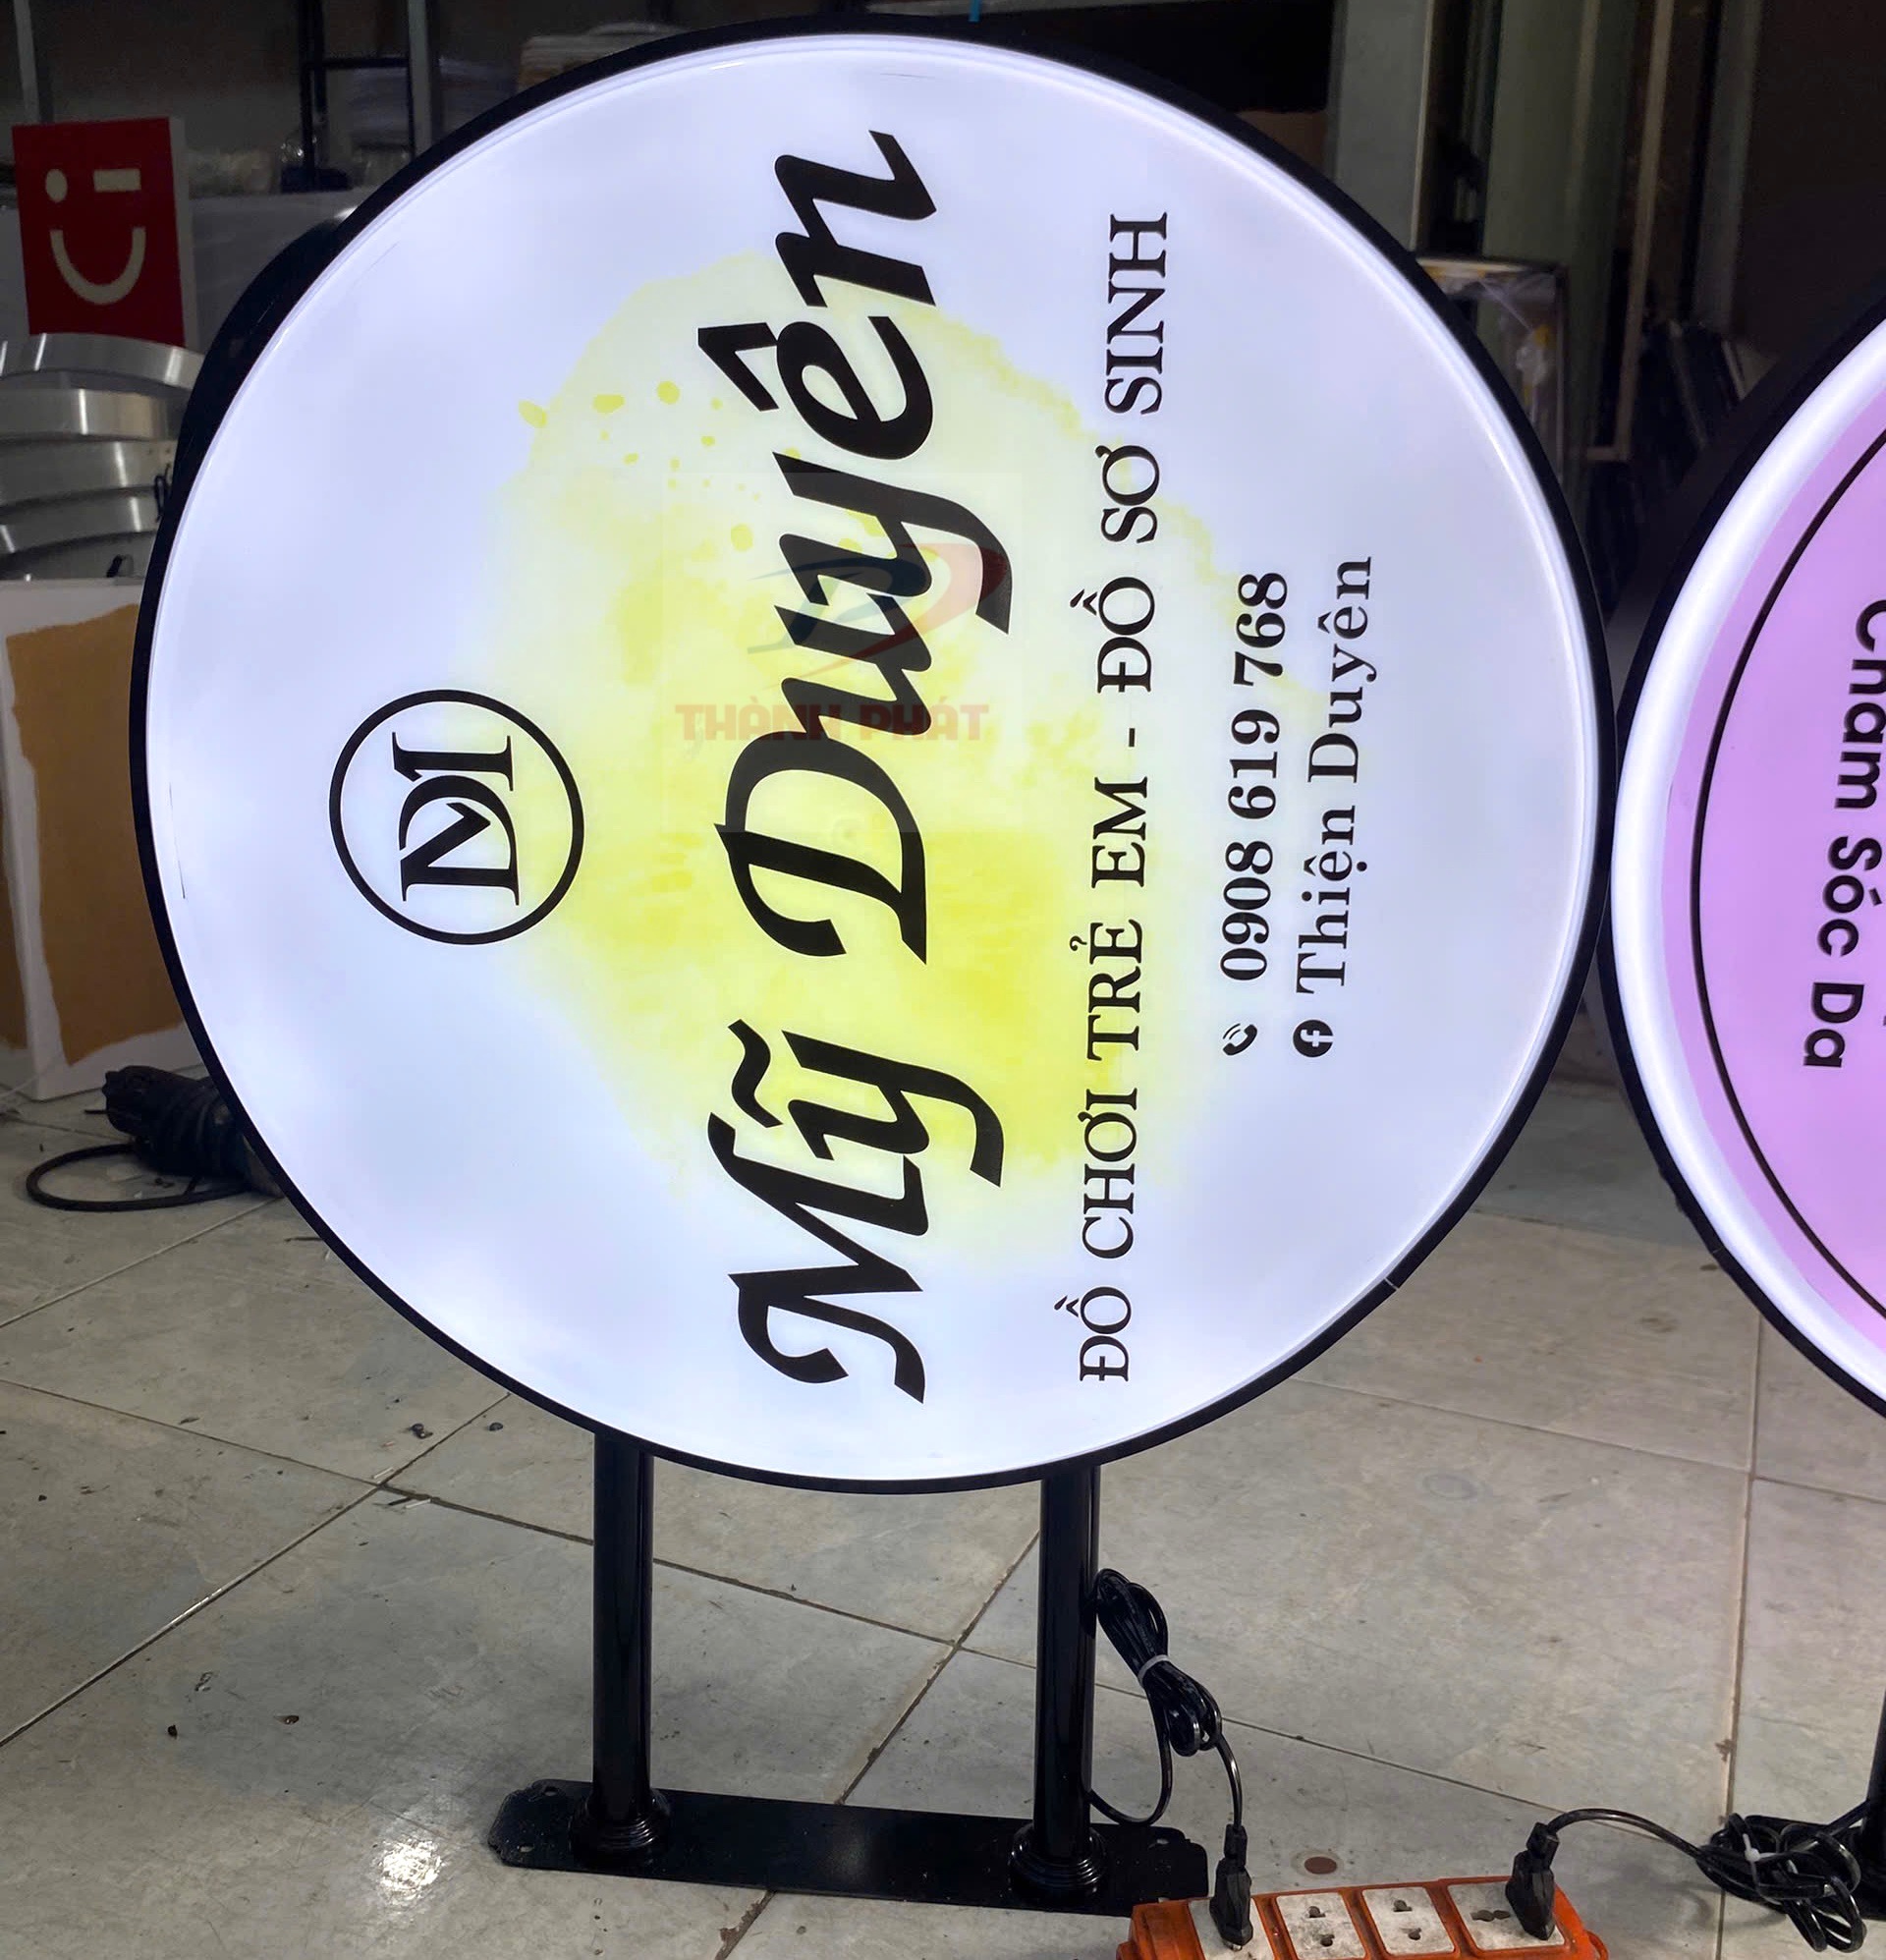 DM
Mỹ Duyên
ĐỒ CHƠI TRẺ EM - ĐỒ SƠ SINH
0908 619 768
Thiện Duyên
THÀNH PHÁT
Chăm Sóc Da